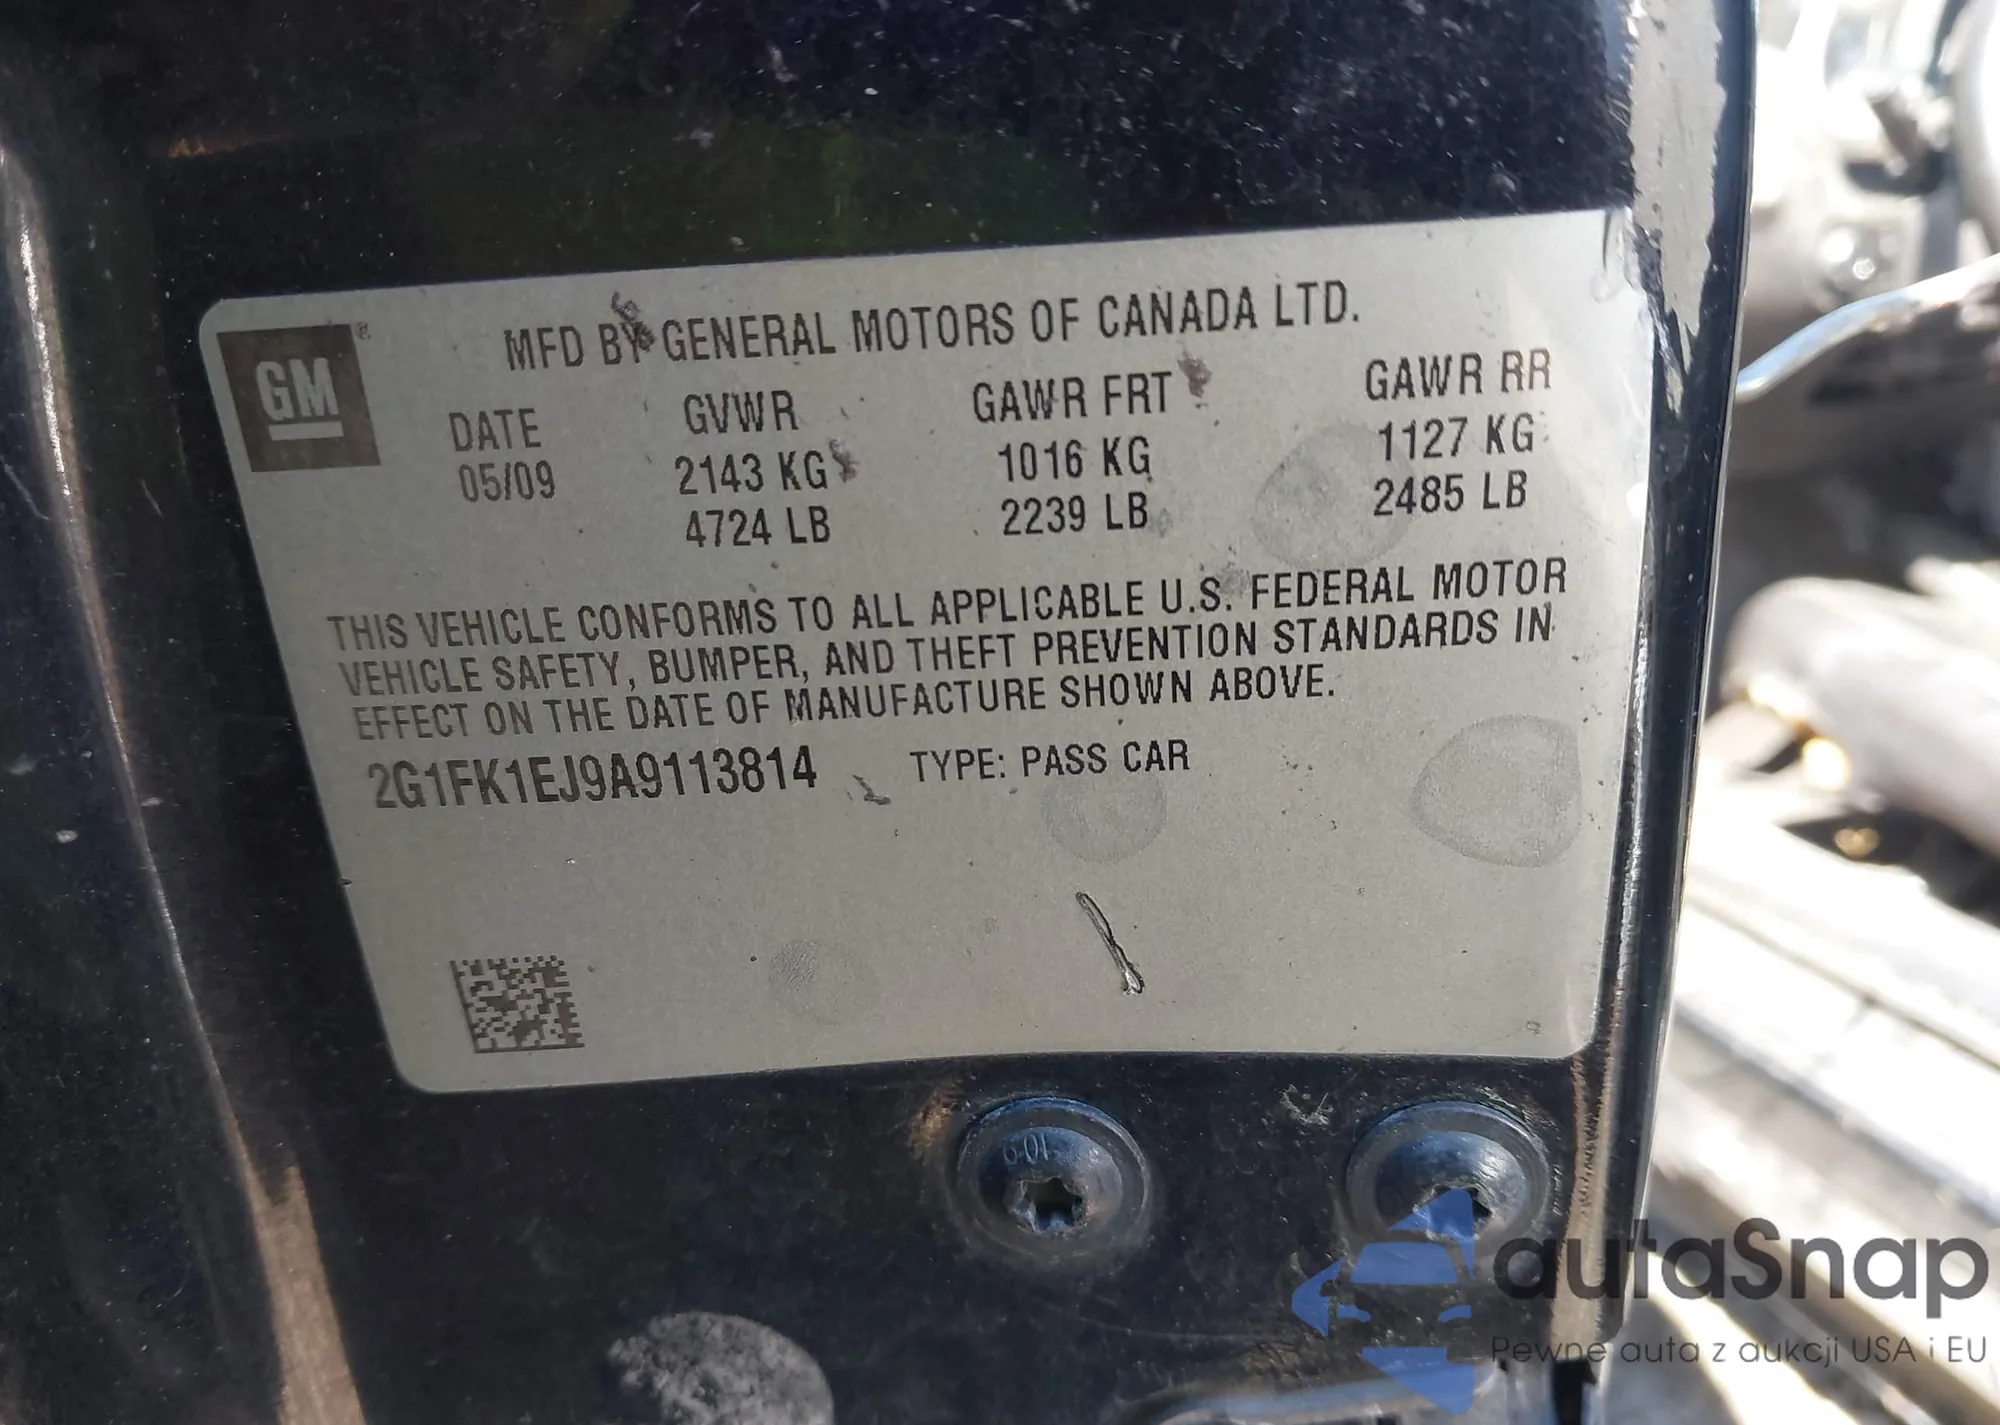 GM
MFD BY GENERAL MOTORS OF CANADA LTD.
DATE GVWR GAWR FRT GAWR RR
05/09 2143 KG 1016 KG 1127 KG
4724 LB 2239 LB 2485 LB
THIS VEHICLE CONFORMS TO ALL APPLICABLE U.S. FEDERAL MOTOR
VEHICLE SAFETY, BUMPER, AND THEFT PREVENTION STANDARDS IN
EFFECT ON THE DATE OF MANUFACTURE SHOWN ABOVE.
2G1FK1EJ9A9113814 TYPE: PASS CAR
autaSnap
Pewne auta z aukcji USA i EU